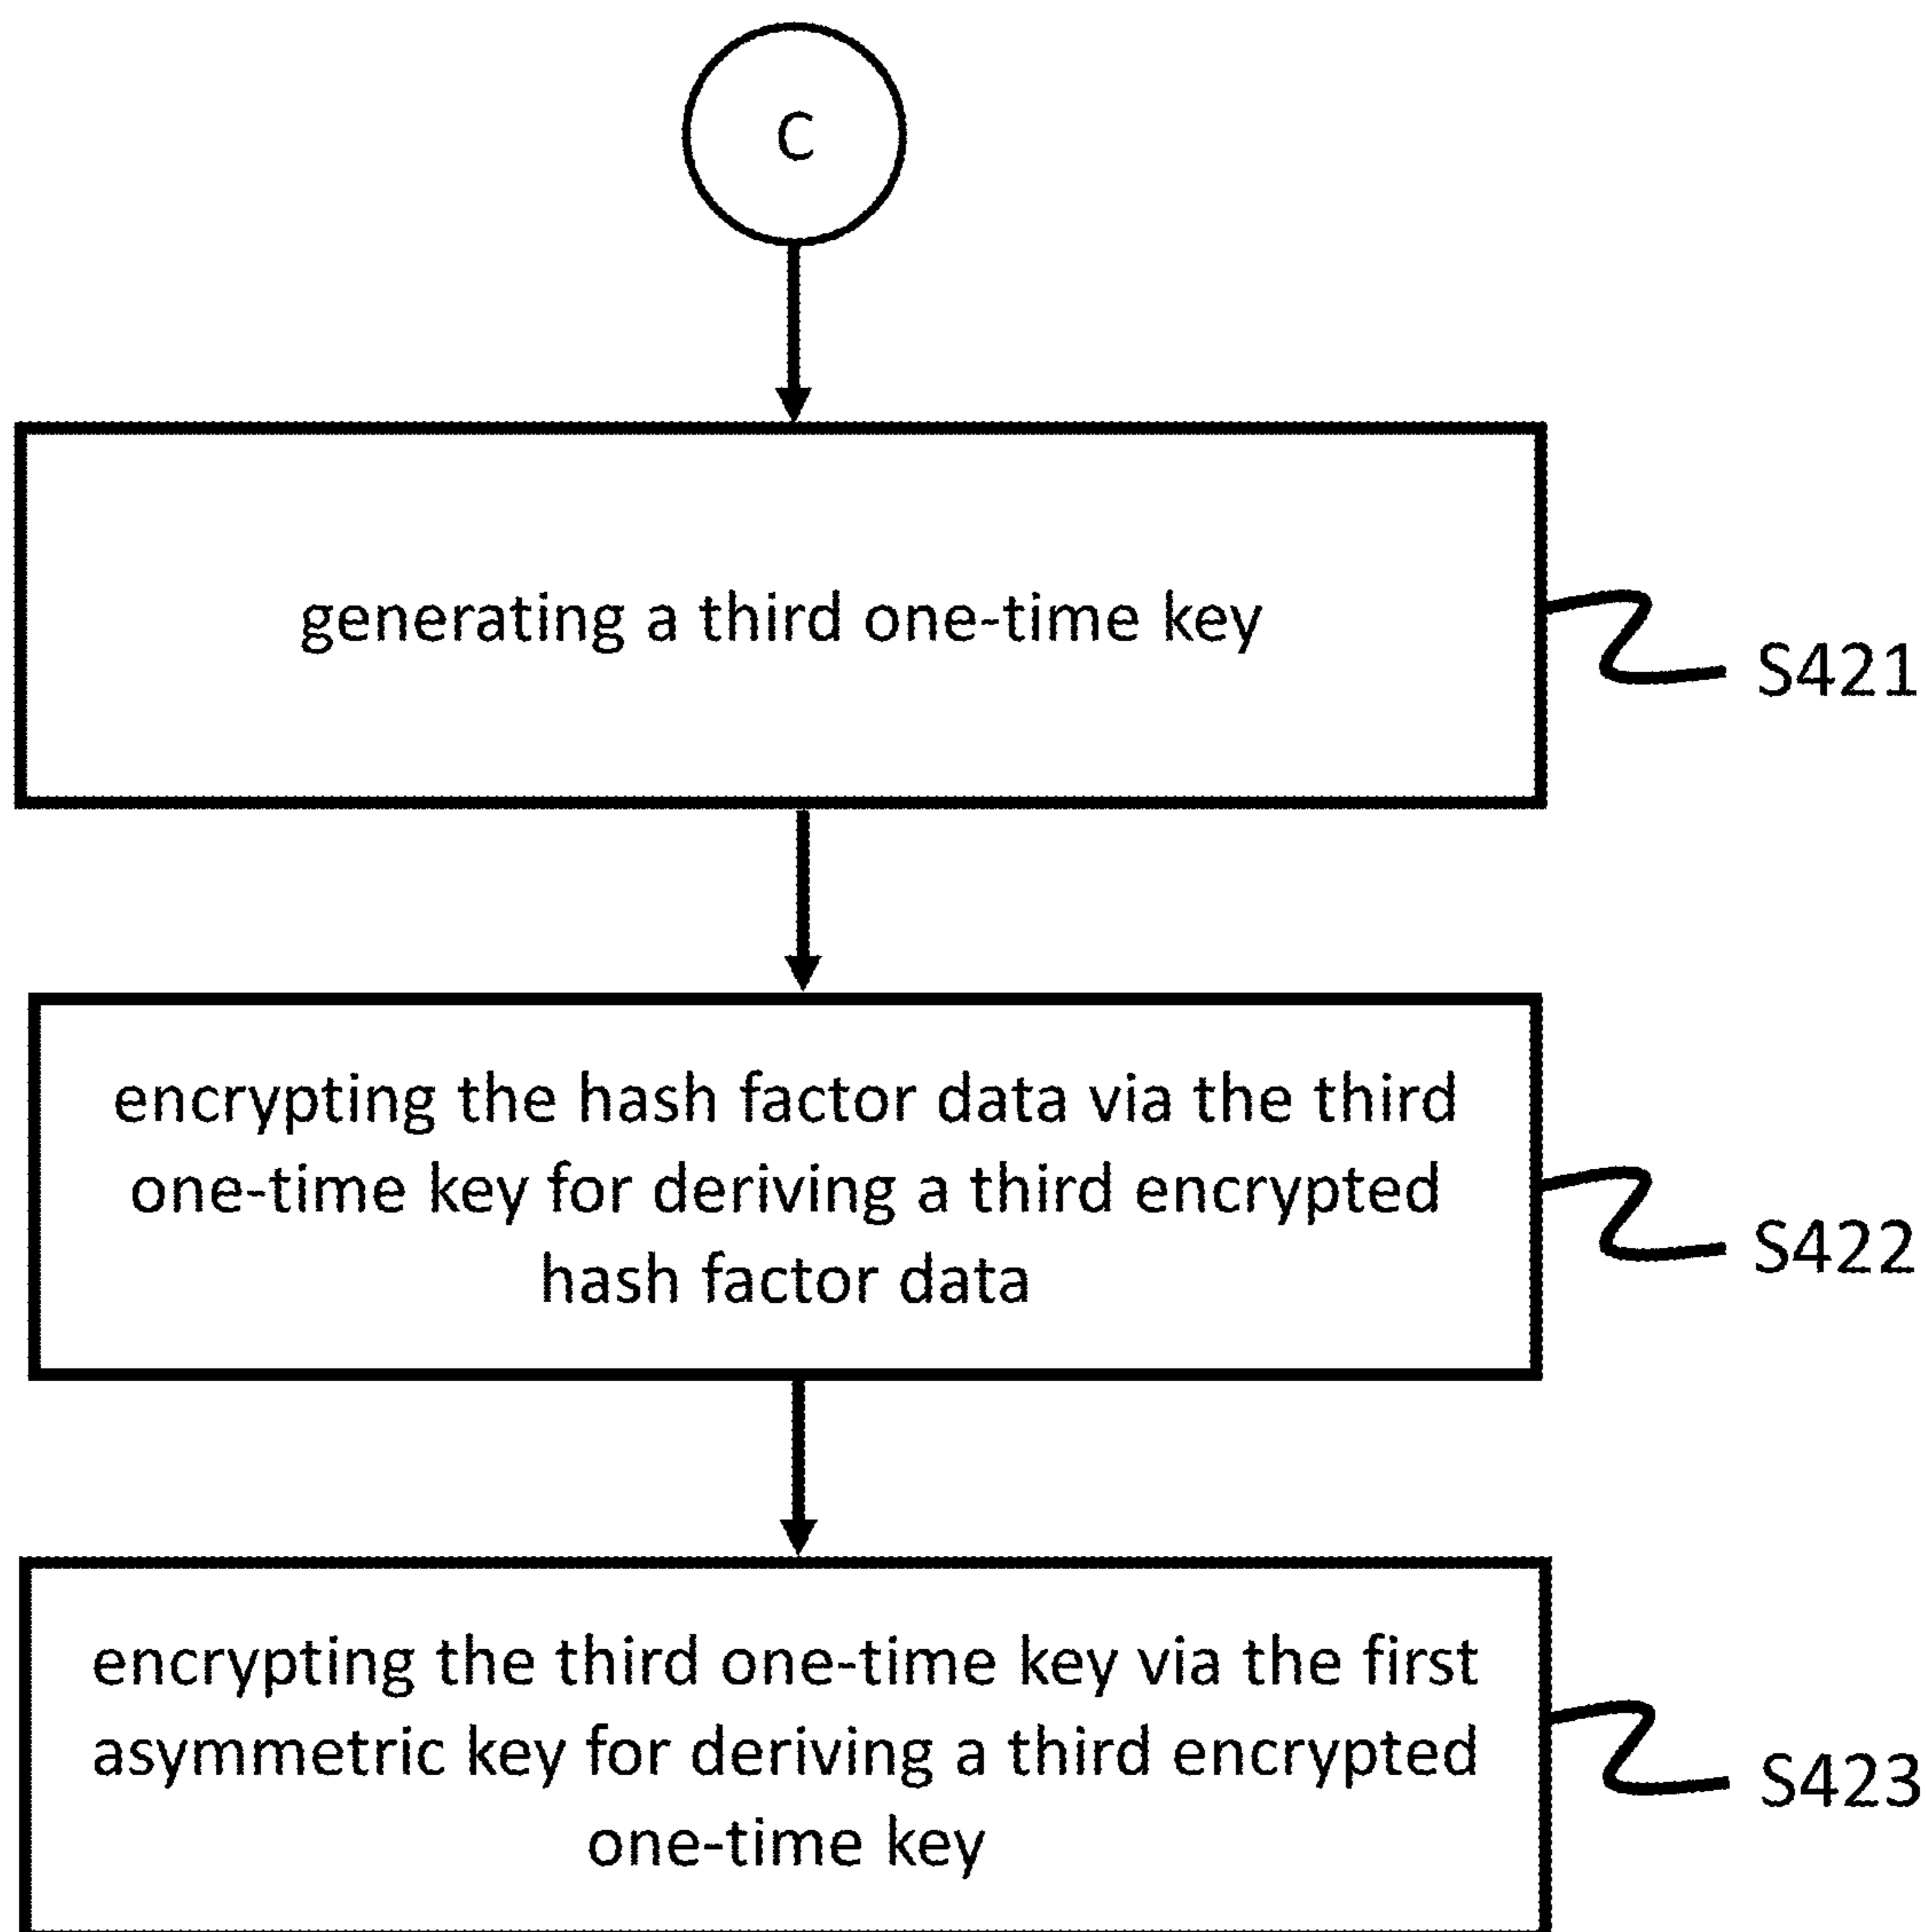 C
generating a third one-time key
S421
encrypting the hash factor data via the third
one-time key for deriving a third encrypted
hash factor data
S422
encrypting the third one-time key via the first
asymmetric key for deriving a third encrypted
one-time key
S423